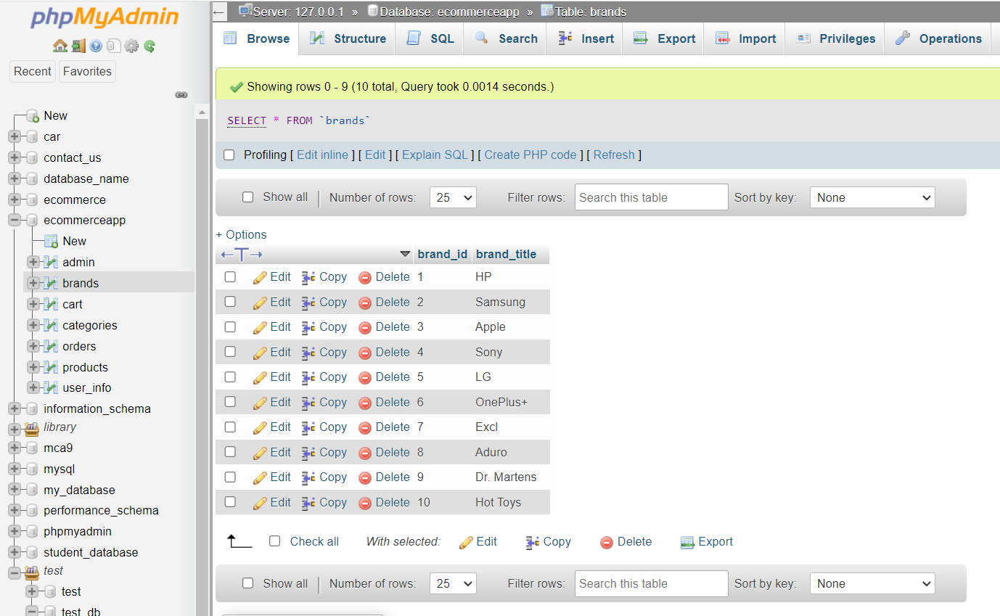 phpMyAdmin
Recent Favorites
New
car
contact_us
database_name
ecommerce
ecommerceapp
New
admin
brands
cart
categories
orders
products
user_info
information_schema
library
mca9
mysql
my_database
performance_schema
phpmyadmin
student_database
test
test
test_db
Server: 127.0.0.1 » Database: ecommerceapp » Table: brands
Browse Structure SQL Search Insert Export Import Privileges Operations
Showing rows 0 - 9 (10 total, Query took 0.0014 seconds.)
SELECT * FROM `brands`
Profiling [ Edit inline ] [ Edit ] [ Explain SQL ] [ Create PHP code ] [ Refresh ]
Show all Number of rows: 25 Filter rows: Search this table Sort by key: None
+ Options
←T→ brand_id brand_title
Edit Copy Delete 1 HP
Edit Copy Delete 2 Samsung
Edit Copy Delete 3 Apple
Edit Copy Delete 4 Sony
Edit Copy Delete 5 LG
Edit Copy Delete 6 OnePlus+
Edit Copy Delete 7 Excl
Edit Copy Delete 8 Aduro
Edit Copy Delete 9 Dr. Martens
Edit Copy Delete 10 Hot Toys
Check all With selected: Edit Copy Delete Export
Show all Number of rows: 25 Filter rows: Search this table Sort by key: None